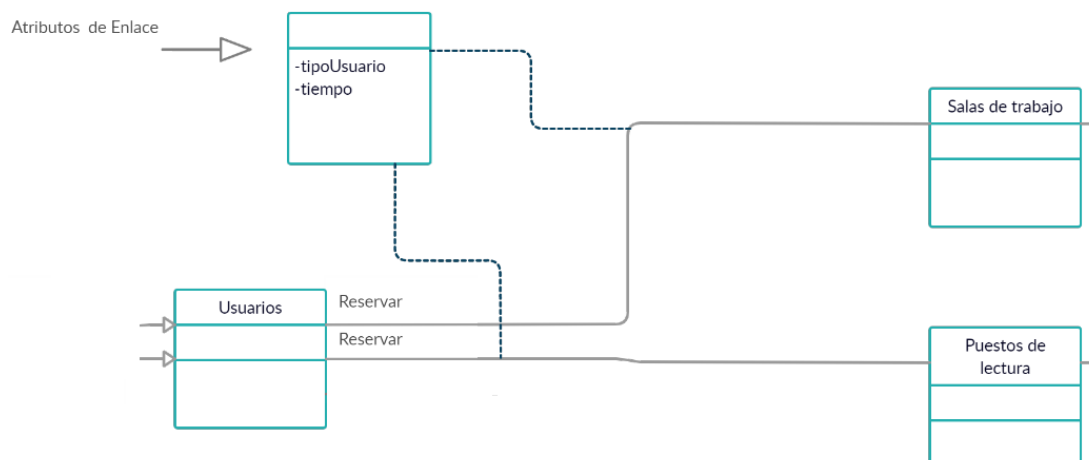 Atributos de Enlace
-tipoUsuario
-tiempo
Salas de trabajo
Usuarios
Reservar
Reservar
Puestos de
lectura